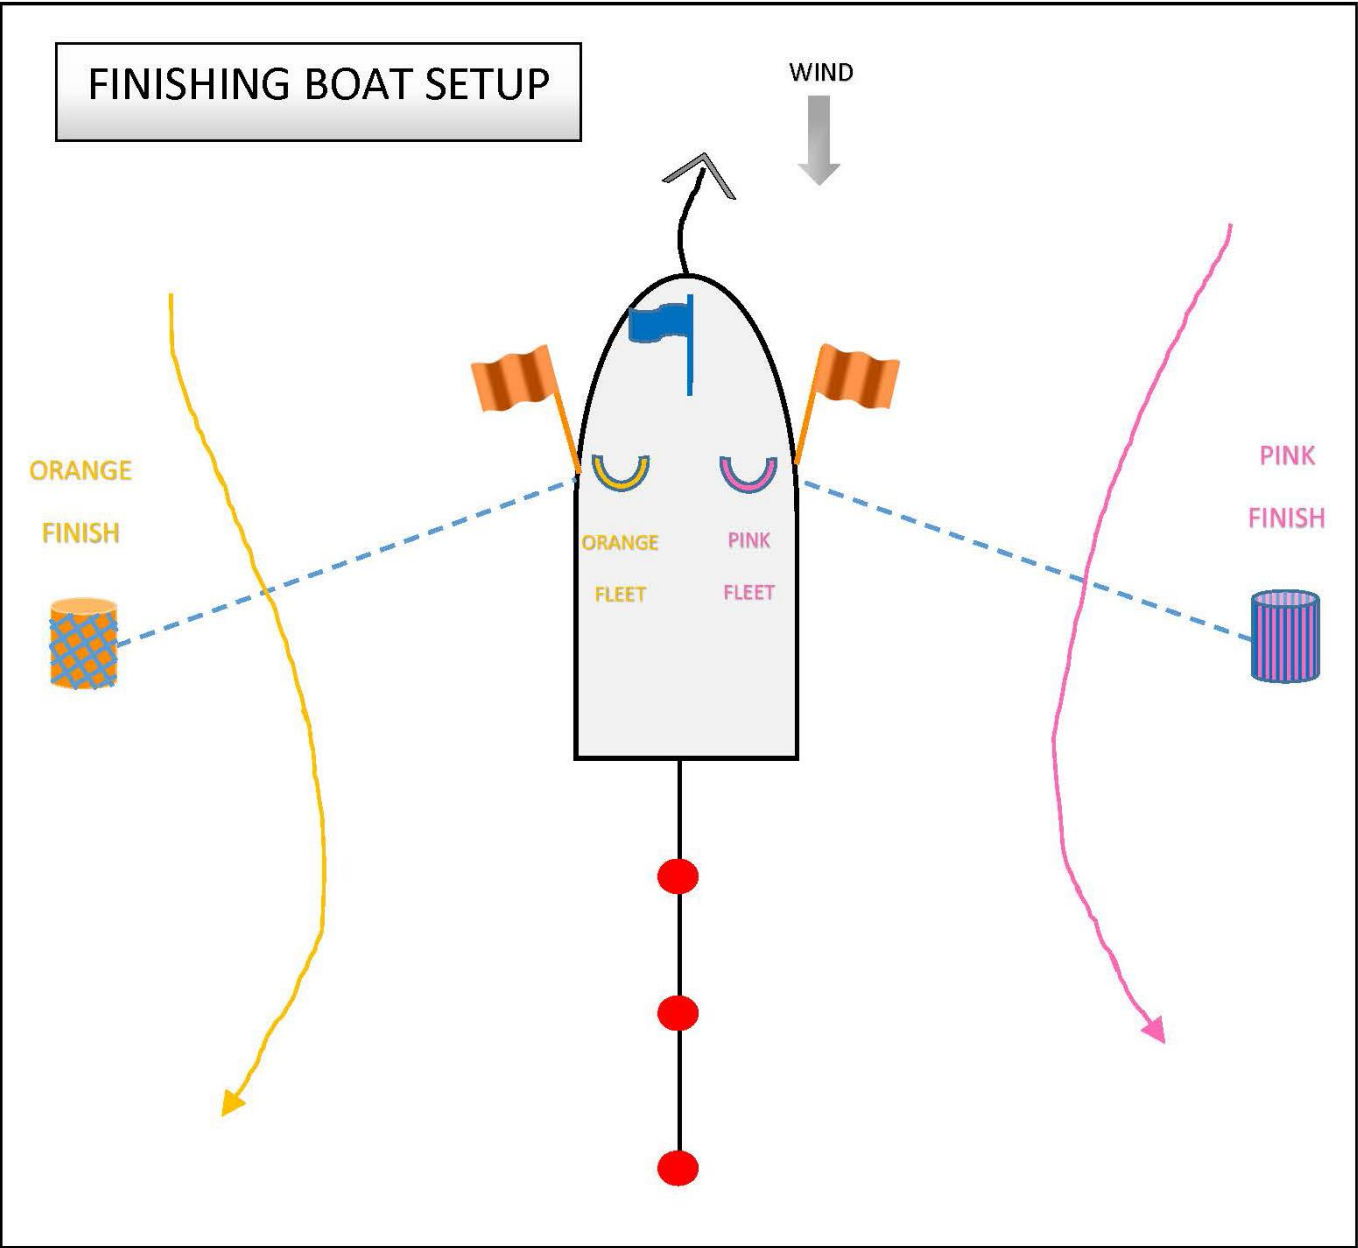 FINISHING BOAT SETUP
WIND
ORANGE
FINISH
PINK
FINISH
ORANGE
FLEET
PINK
FLEET